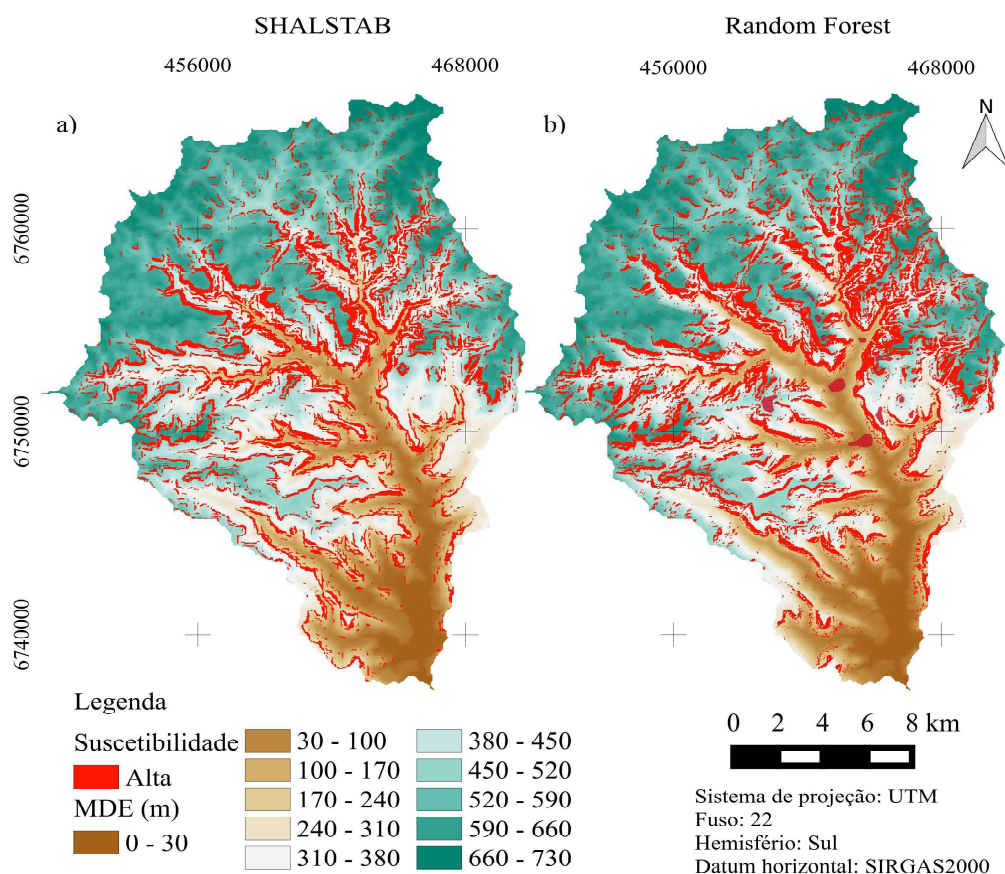 SHALSTAB
Random Forest
456000
468000
456000
468000
a)
b)
N
6760000
6750000
6740000
Legenda
Suscetibilidade
Alta
MDE (m)
0 - 30
30 - 100
100 - 170
170 - 240
240 - 310
310 - 380
380 - 450
450 - 520
520 - 590
590 - 660
660 - 730
0 2 4 6 8 km
Sistema de projeção: UTM
Fuso: 22
Hemisfério: Sul
Datum horizontal: SIRGAS2000